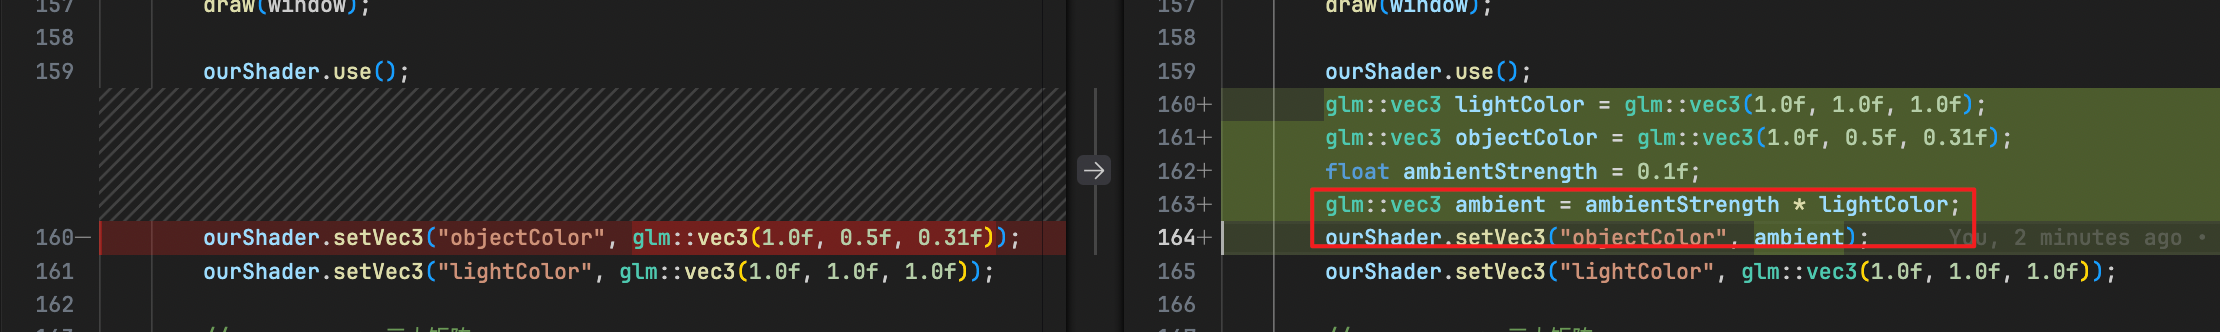 157 draw(window);
158
159 ourShader.use();
160— ourShader.setVec3("objectColor", glm::vec3(1.0f, 0.5f, 0.31f));
161 ourShader.setVec3("lightColor", glm::vec3(1.0f, 1.0f, 1.0f));
162
→
157 draw(window);
158
159 ourShader.use();
160+ glm::vec3 lightColor = glm::vec3(1.0f, 1.0f, 1.0f);
161+ glm::vec3 objectColor = glm::vec3(1.0f, 0.5f, 0.31f);
162+ float ambientStrength = 0.1f;
163+ glm::vec3 ambient = ambientStrength * lightColor;
164+ ourShader.setVec3("objectColor", ambient); You, 2 minutes ago •
165 ourShader.setVec3("lightColor", glm::vec3(1.0f, 1.0f, 1.0f));
166